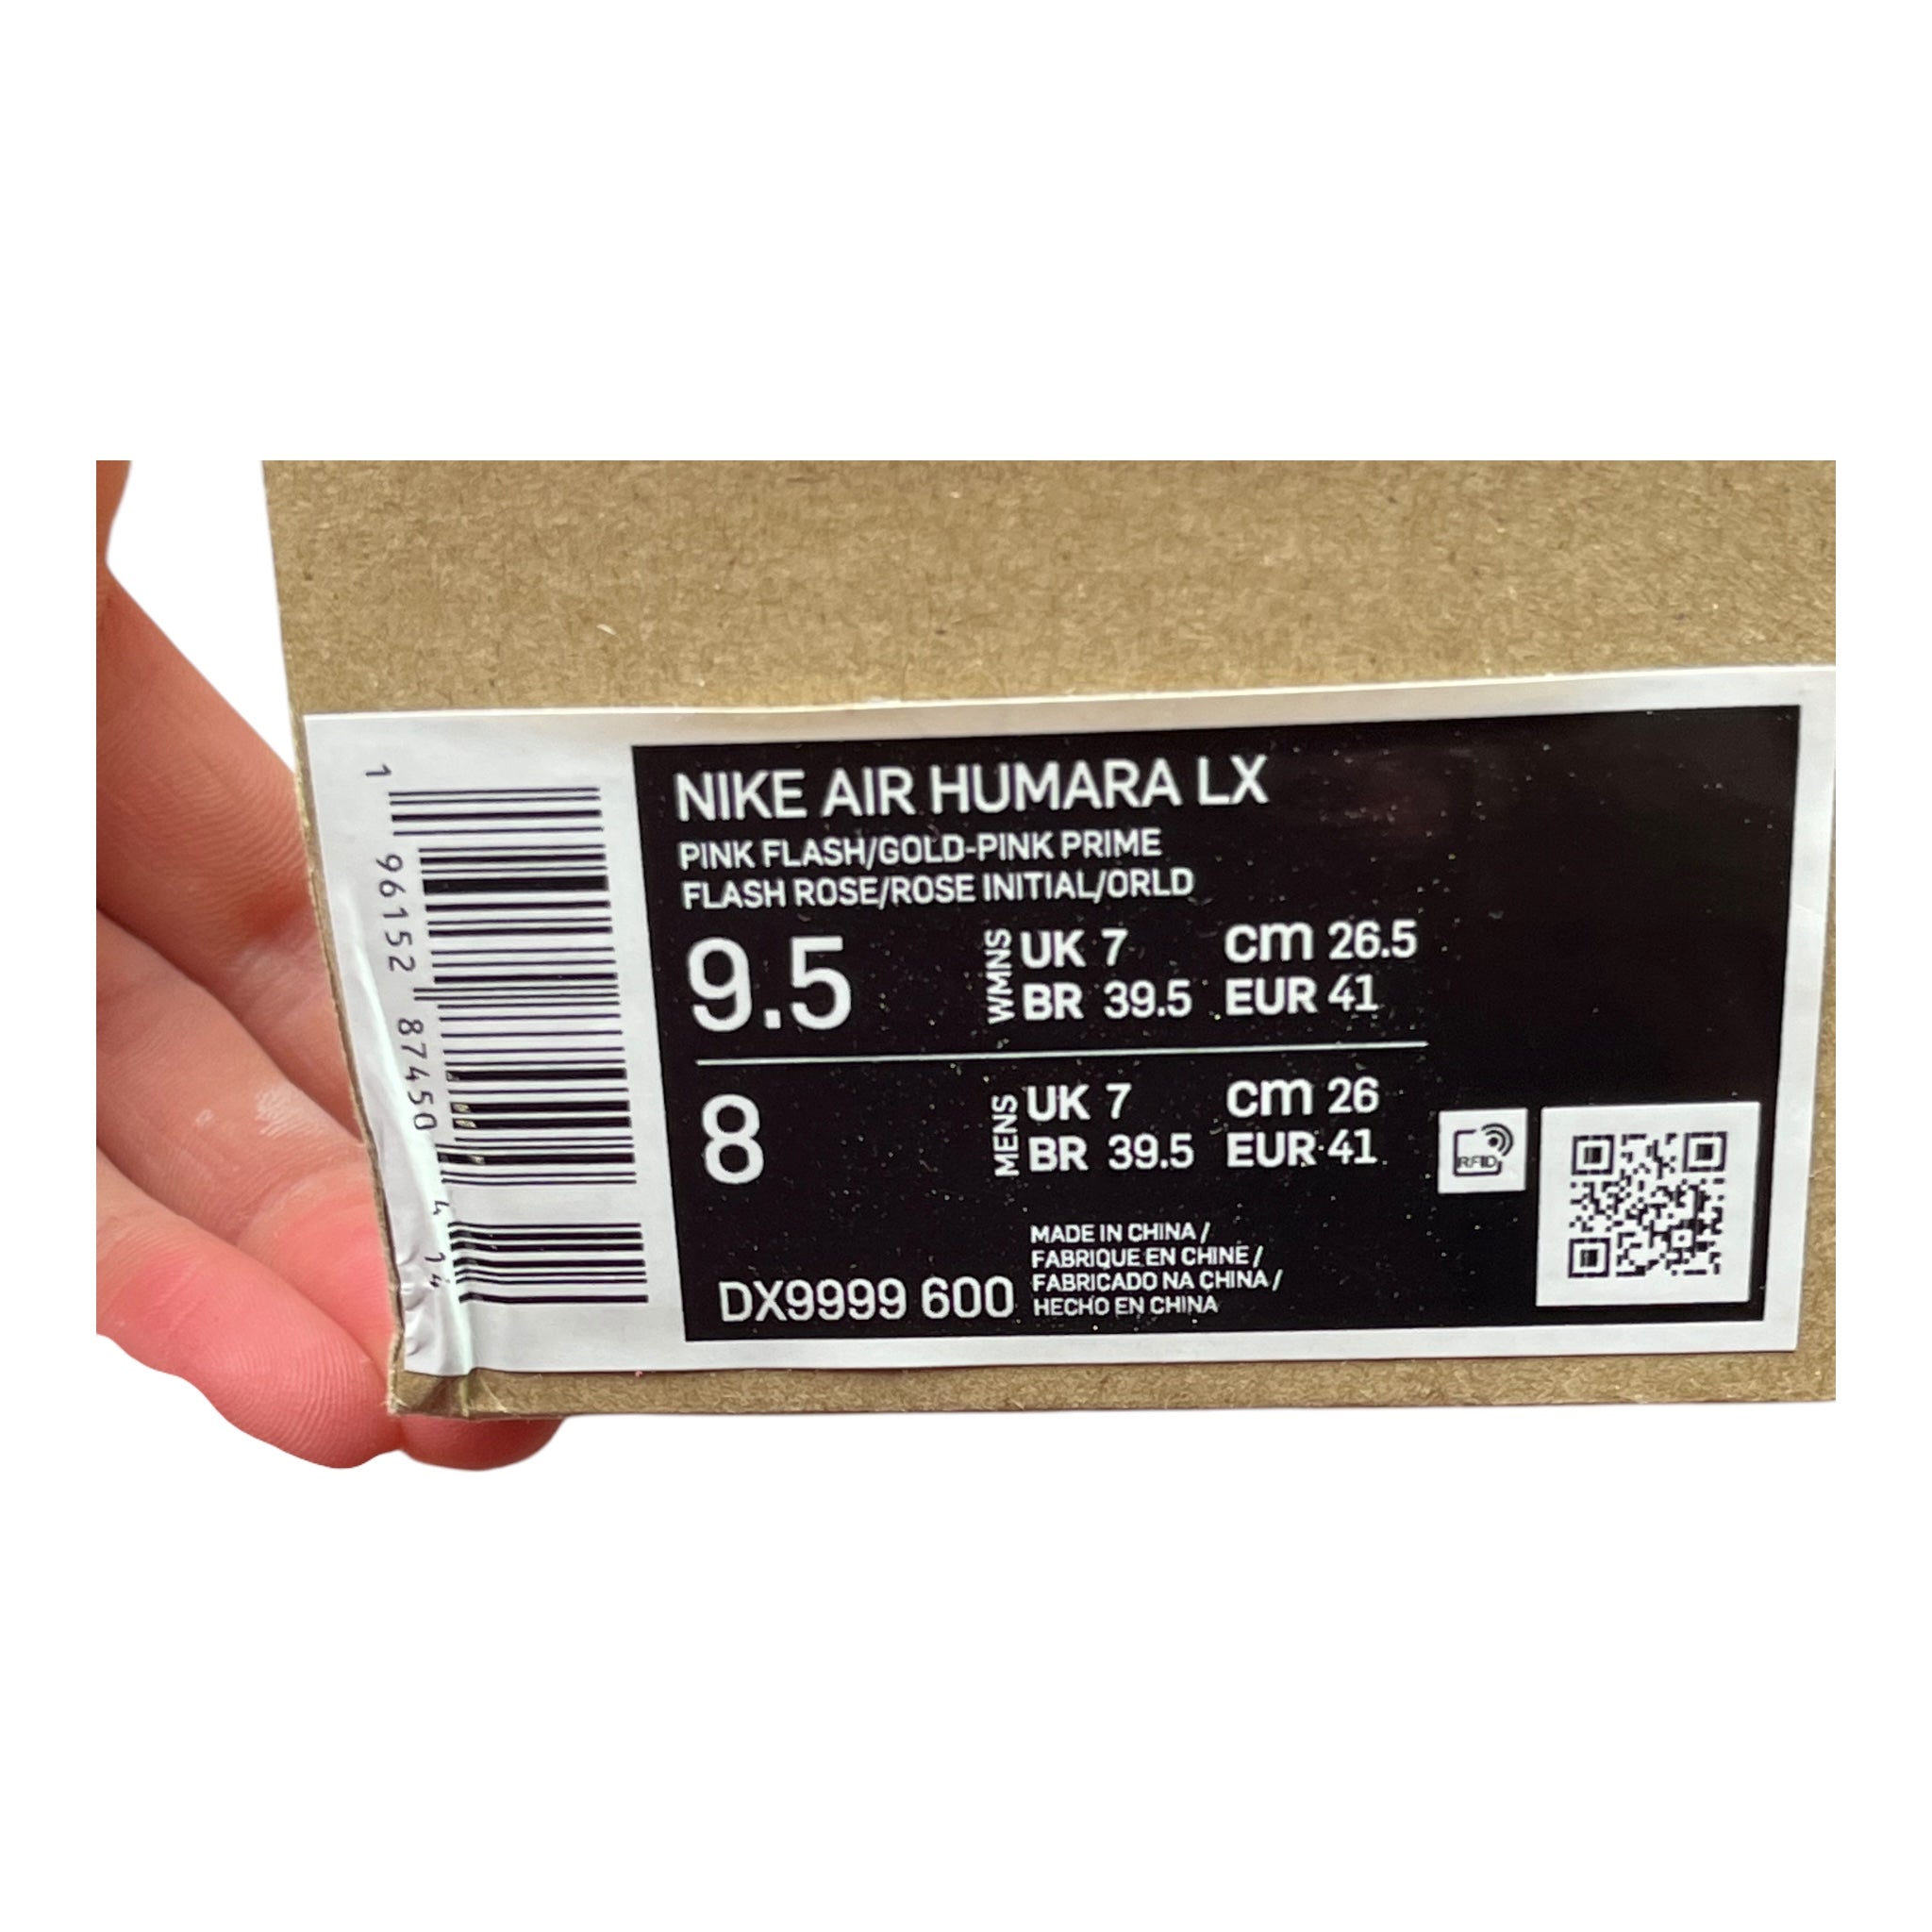 NIKE AIR HUMARA LX
PINK FLASH/GOLD-PINK PRIME
FLASH ROSE/ROSE INITIAL/ORLD
9.5 WMNS UK 7 cm 26.5
BR 39.5 EUR 41
8 MENS UK 7 cm 26
BR 39.5 EUR 41
MADE IN CHINA /
FABRIQUE EN CHINE /
FABRICADO NA CHINA /
HECHO EN CHINA
DX9999 600
RFID
1 96152 87450 4 14